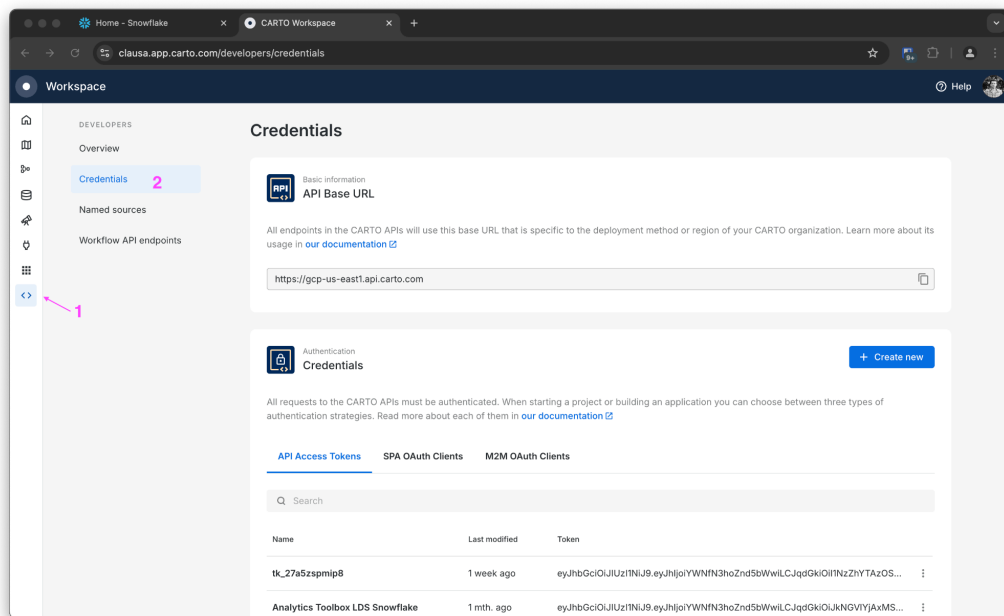 Home - Snowflake
CARTO Workspace
clausa.app.carto.com/developers/credentials
9+
Workspace
Help
DEVELOPERS
Overview
Credentials
2
Named sources
Workflow API endpoints
1
Credentials
API
Basic information
API Base URL
All endpoints in the CARTO APIs will use this base URL that is specific to the deployment method or region of your CARTO organization. Learn more about its
usage in our documentation
https://gcp-us-east1.api.carto.com
Authentication
Credentials
+ Create new
All requests to the CARTO APIs must be authenticated. When starting a project or building an application you can choose between three types of
authentication strategies. Read more about each of them in our documentation
API Access Tokens SPA OAuth Clients M2M OAuth Clients
Search
Name Last modified Token
tk_27a5zspmip8 1 week ago eyJhbGciOiJIUzI1NiJ9.eyJhIjoiYWNfN3hoZnd5bWwiLCJqdGkiOiI1NzZhYTAzOS...
Analytics Toolbox LDS Snowflake 1 mth. ago eyJhbGciOiJIUzI1NiJ9.eyJhIjoiYWNfN3hoZnd5bWwiLCJqdGkiOiJkNGVlYjAxMS...